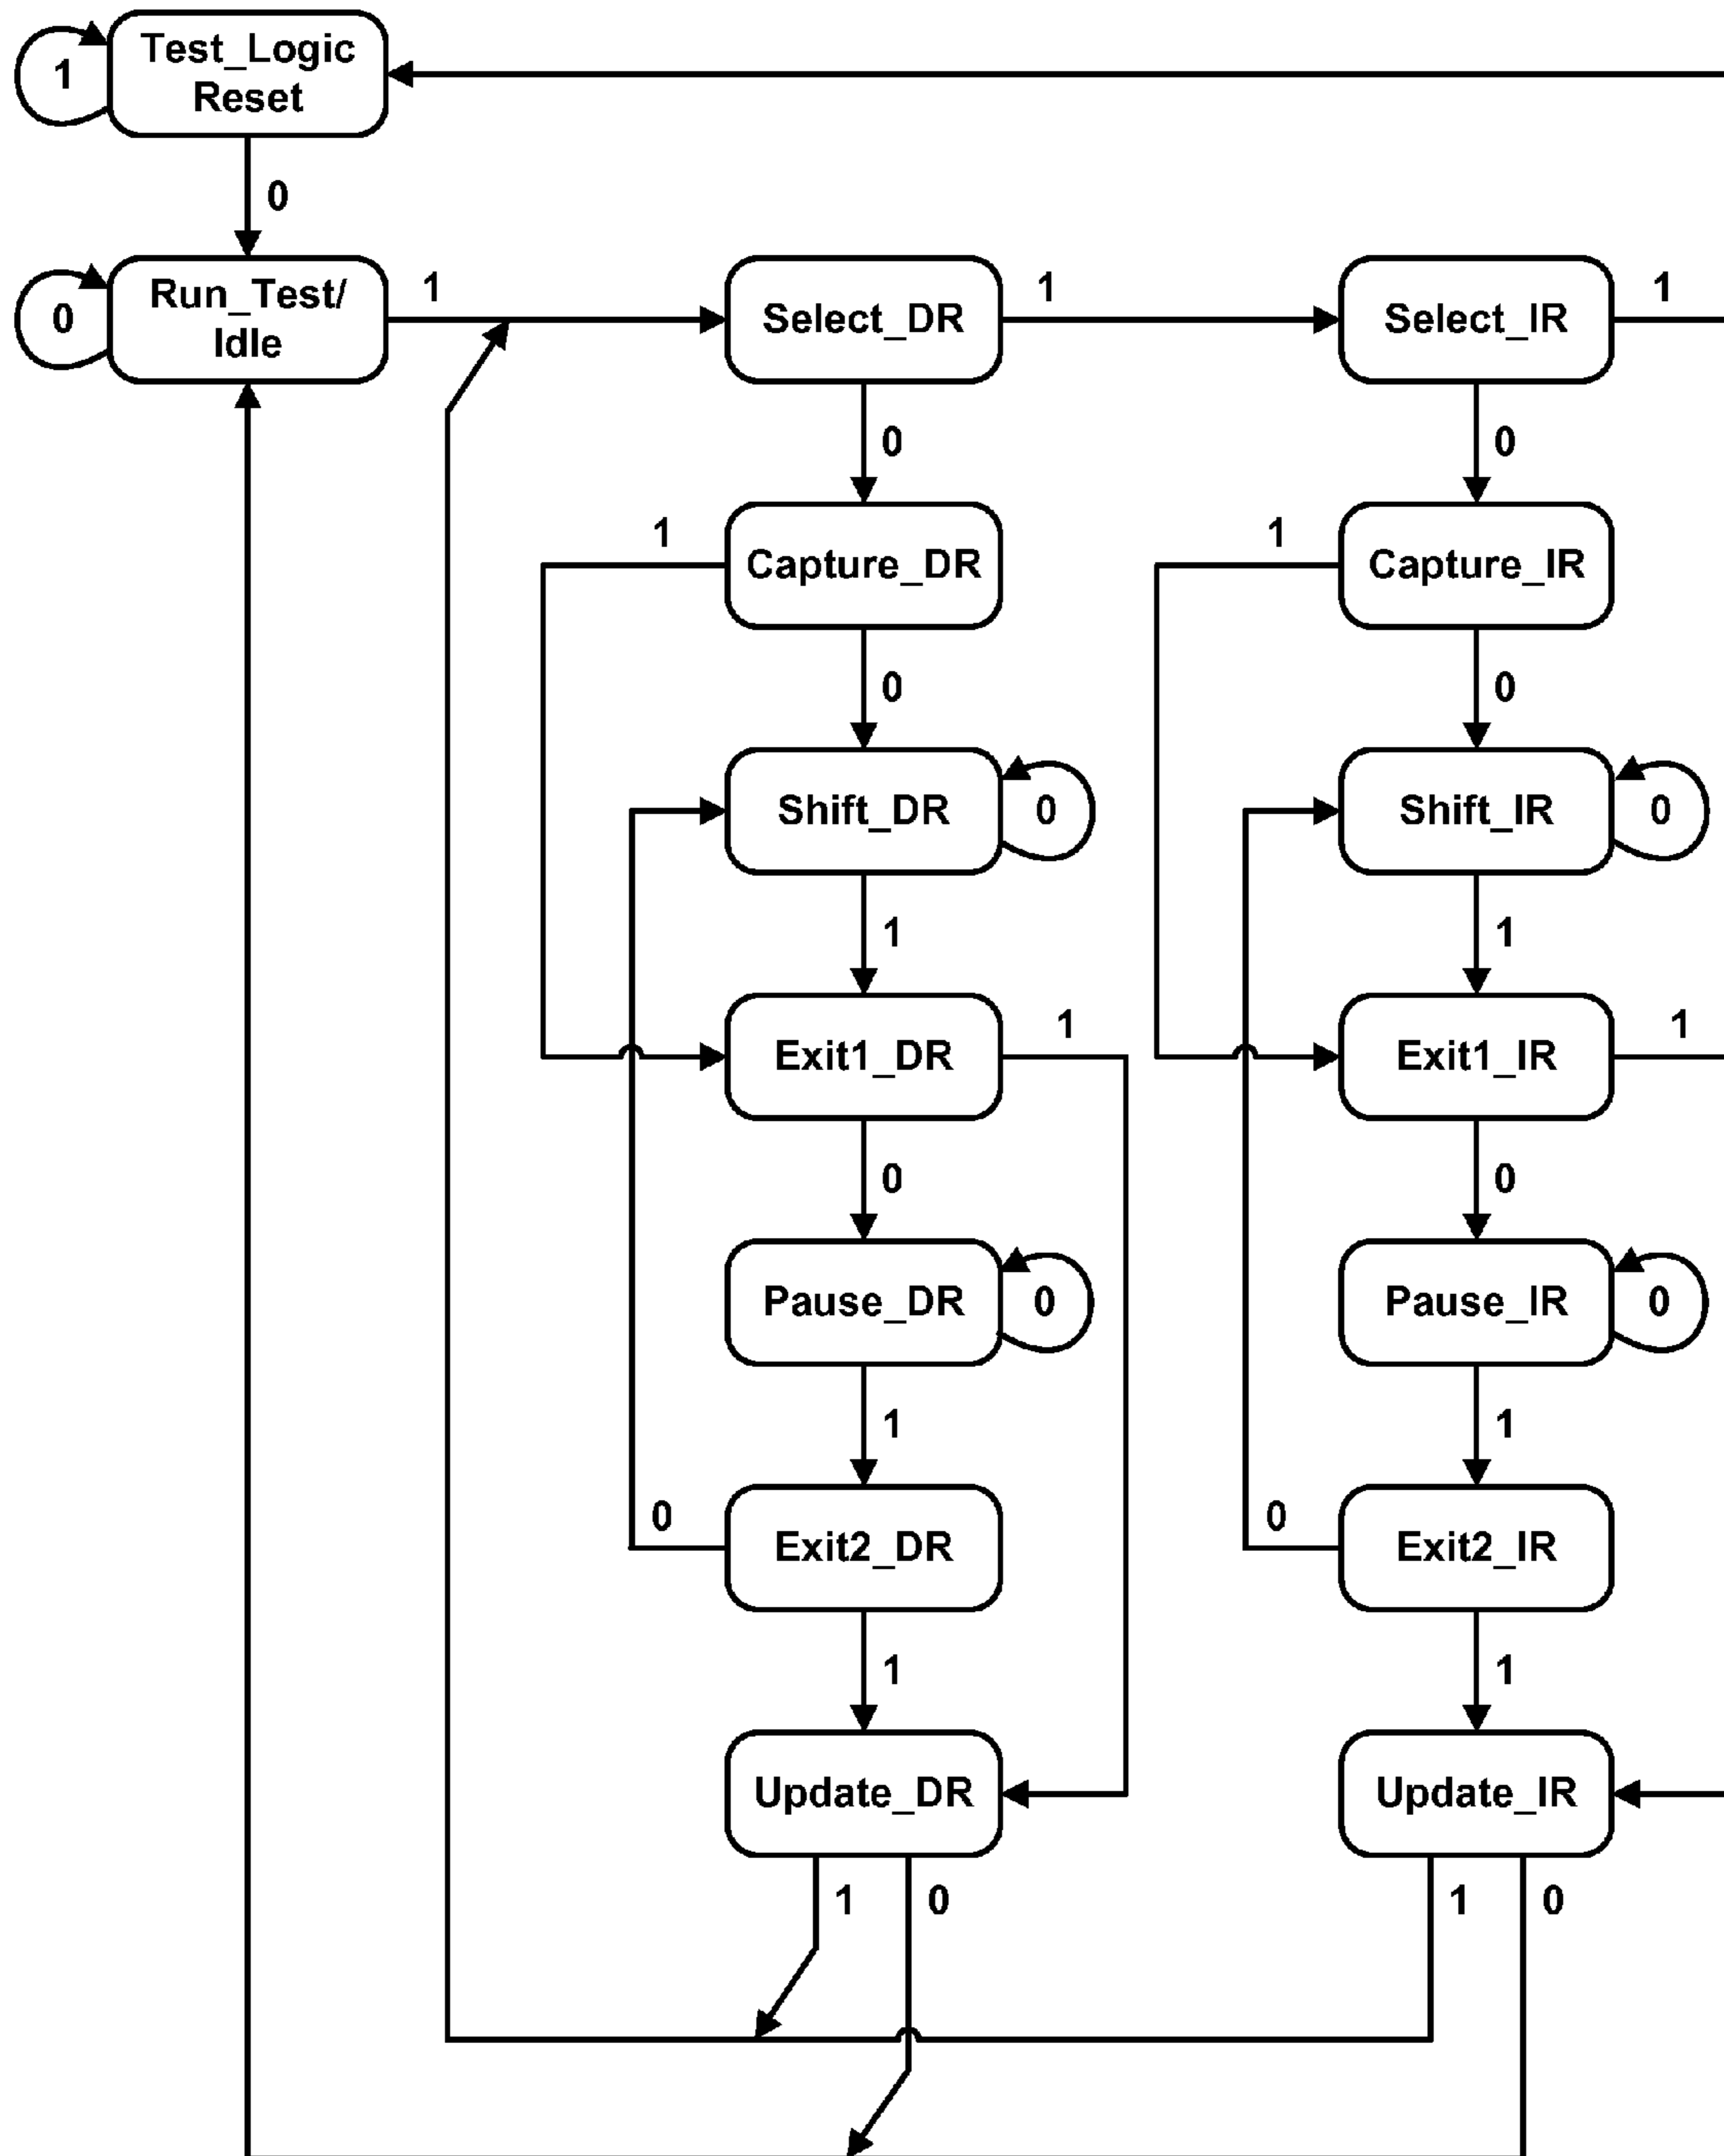 Test_Logic
Reset
1
0
Run_Test/
Idle
0
1
Select_DR
1
Select_IR
1
0
0
1
Capture_DR
1
Capture_IR
0
0
Shift_DR
0
Shift_IR
0
1
1
Exit1_DR
1
Exit1_IR
1
0
0
Pause_DR
0
Pause_IR
0
1
1
0
Exit2_DR
0
Exit2_IR
1
1
Update_DR
Update_IR
1
0
1
0